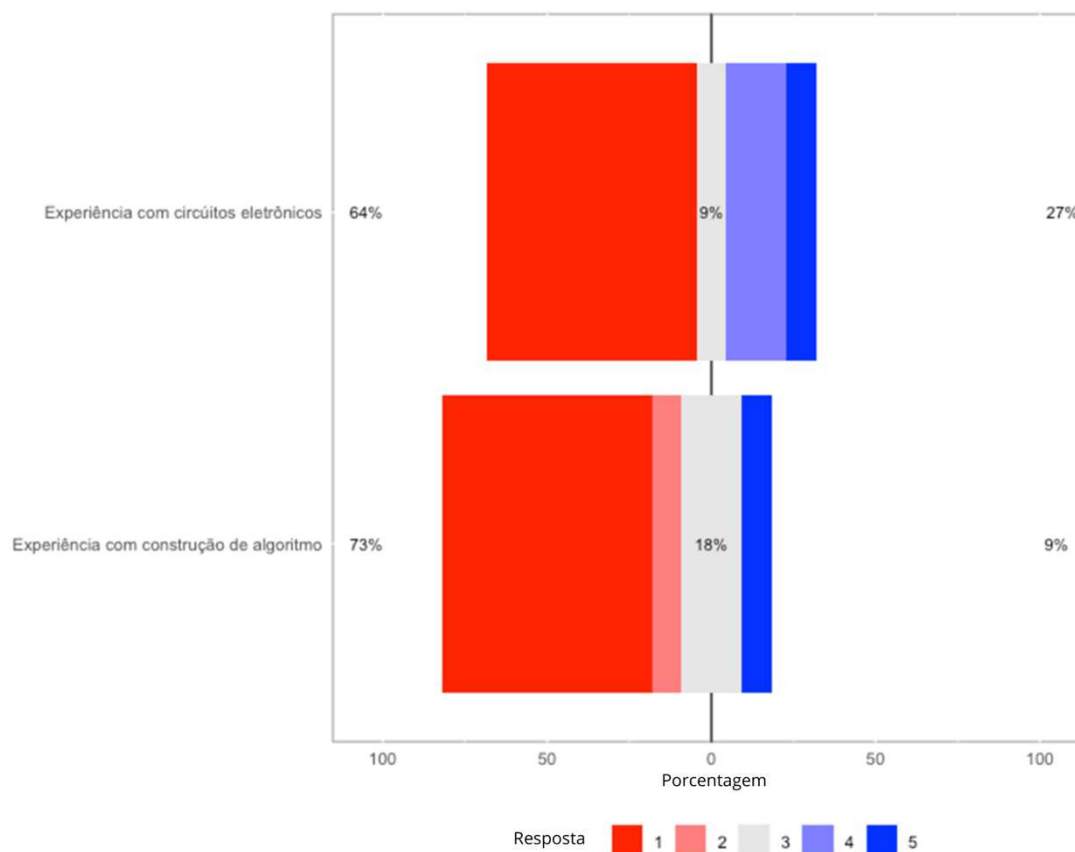 Experiência com circúitos eletrônicos 64% 9% 27%
Experiência com construção de algoritmo 73% 18% 9%
100 50 0 50 100
Porcentagem
Resposta 1 2 3 4 5